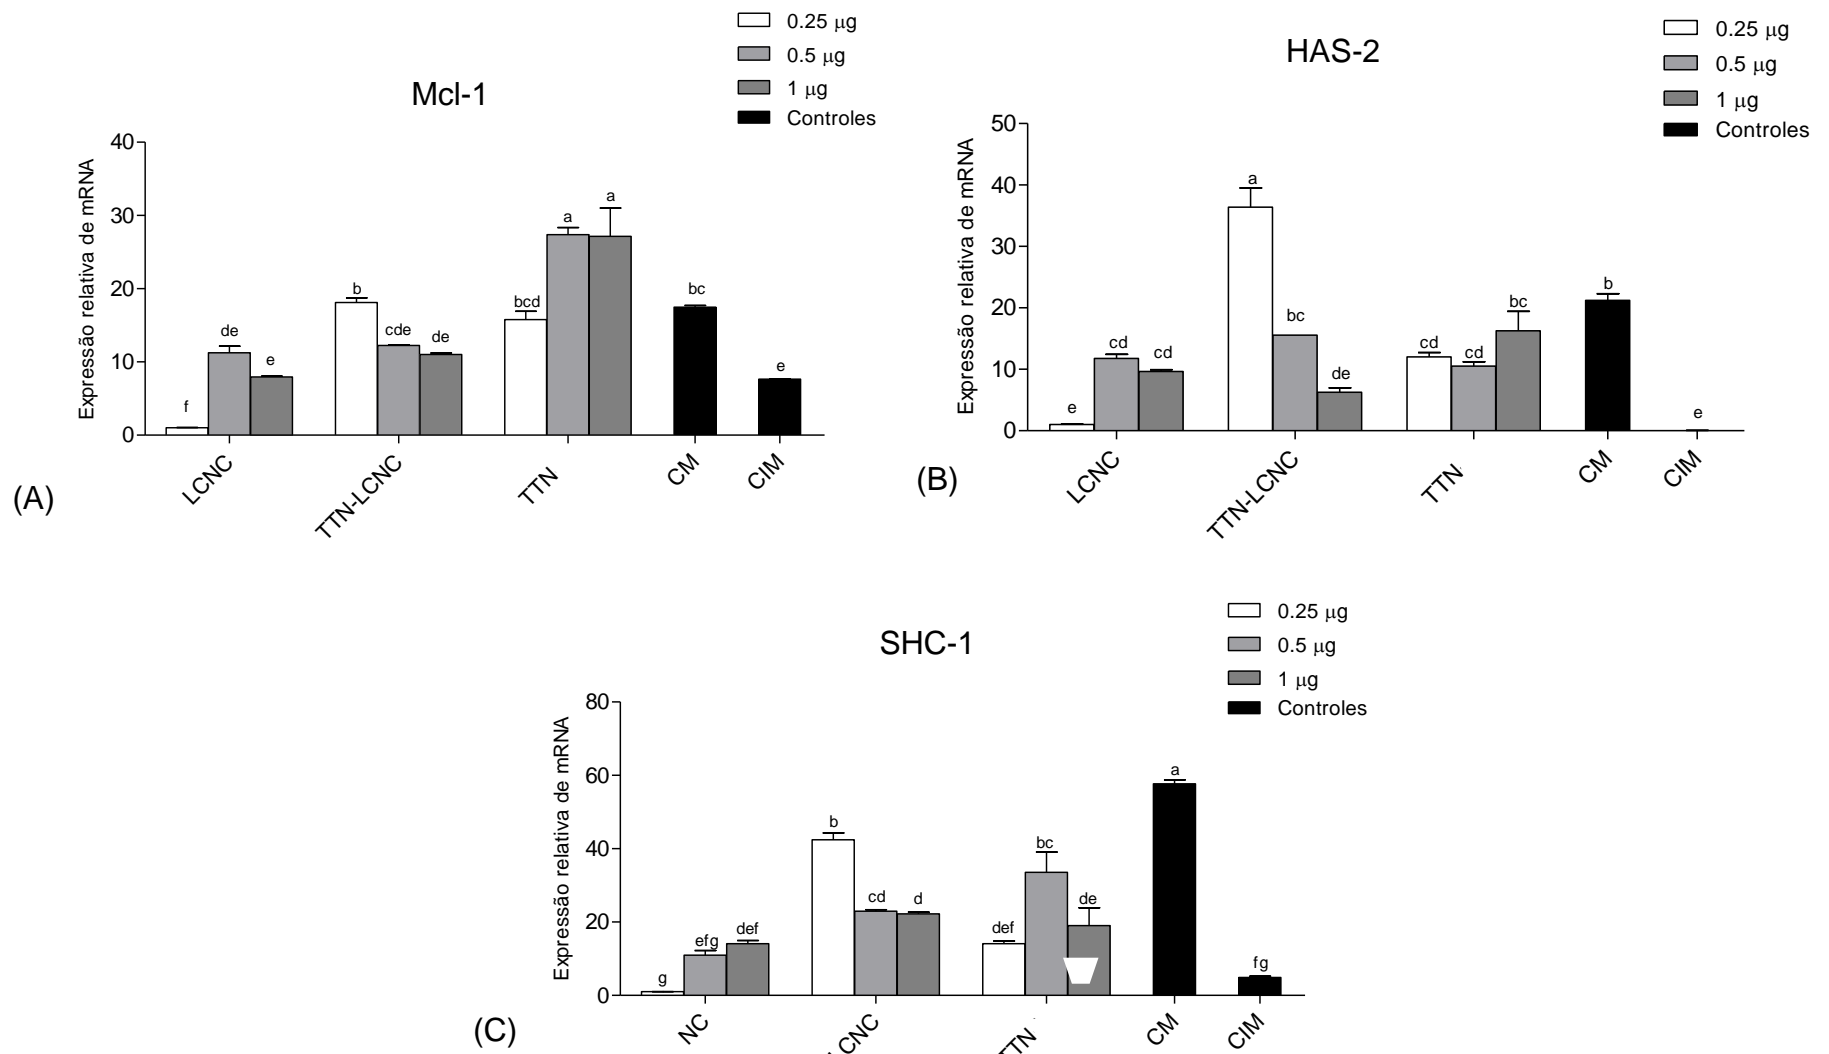 0.25 µg
0.5 µg
1 µg
Controles
Mcl-1
Expressão relativa de mRNA
40
30
20
10
0
f
de
e
b
cde
de
bcd
a
a
bc
e
LCNC
TTN-LCNC
TTN
CM
CIM
(A)
0.25 µg
0.5 µg
1 µg
Controles
HAS-2
Expressão relativa de mRNA
50
40
30
20
10
0
e
cd
cd
a
bc
de
cd
cd
bc
b
e
LCNC
TTN-LCNC
TTN
CM
CIM
(B)
0.25 µg
0.5 µg
1 µg
Controles
SHC-1
Expressão relativa de mRNA
80
60
40
20
0
g
efg
def
b
cd
d
def
bc
de
a
fg
NC
LCNC
TTN
CM
CIM
(C)